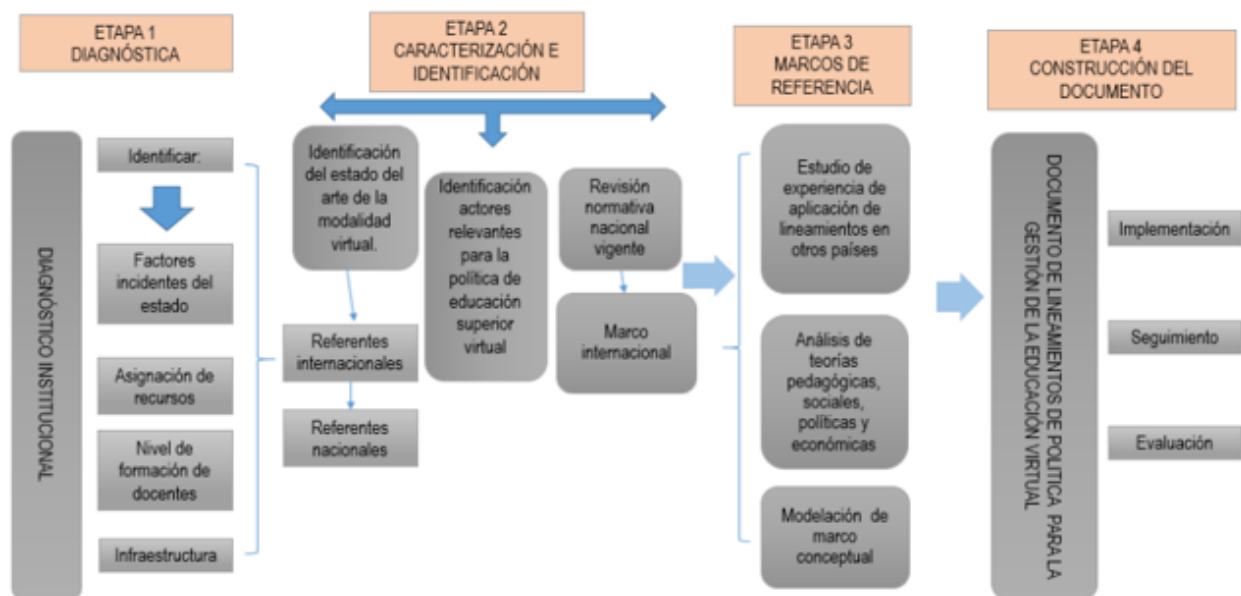 ETAPA 1
DIAGNÓSTICA
DIAGNÓSTICO INSTITUCIONAL
Identificar:
Factores
incidentes del
estado
Asignación de
recursos
Nivel de
formación de
docentes
Infraestructura
ETAPA 2
CARACTERIZACIÓN E
IDENTIFICACIÓN
Identificación
del estado del
arte de la
modalidad
virtual.
Referentes
internacionales
Referentes
nacionales
Identificación
actores
relevantes
para la
política de
educación
superior
virtual
Revisión
normativa
nacional
vigente
Marco
internacional
ETAPA 3
MARCOS DE
REFERENCIA
Estudio de
experiencia de
aplicación de
lineamientos en
otros países
Análisis de
teorías
pedagógicas,
sociales,
políticas y
económicas
Modelación de
marco
conceptual
ETAPA 4
CONSTRUCCIÓN DEL
DOCUMENTO
DOCUMENTO DE LINEAMIENTOS DE POLITICA PARA LA
GESTIÓN DE LA EDUCACIÓN VIRTUAL
Implementación
Seguimiento
Evaluación